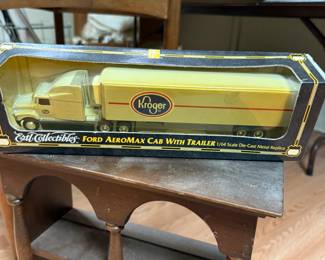 Kroger
Ertl Collectibles
FORD AEROMAX CAB WITH TRAILER 1/64 Scale Die-Cast Metal Replica